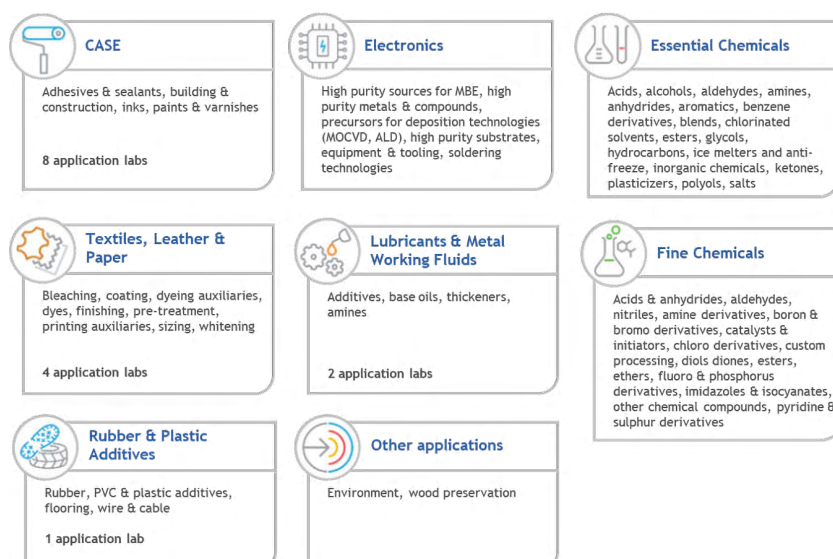 CASE
Adhesives & sealants, building &
construction, inks, paints & varnishes
8 application labs
Electronics
High purity sources for MBE, high
purity metals & compounds,
precursors for deposition technologies
(MOCVD, ALD), high purity substrates,
equipment & tooling, soldering
technologies
Essential Chemicals
Acids, alcohols, aldehydes, amines,
anhydrides, aromatics, benzene
derivatives, blends, chlorinated
solvents, esters, glycols,
hydrocarbons, ice melters and anti-
freeze, inorganic chemicals, ketones,
plasticizers, polyols, salts
Textiles, Leather &
Paper
Bleaching, coating, dyeing auxiliaries,
dyes, finishing, pre-treatment,
printing auxiliaries, sizing, whitening
4 application labs
Lubricants & Metal
Working Fluids
Additives, base oils, thickeners,
amines
2 application labs
Fine Chemicals
Acids & anhydrides, aldehydes,
nitriles, amine derivatives, boron &
bromo derivatives, catalysts &
initiators, chloro derivatives, custom
processing, diols diones, esters,
ethers, fluoro & phosphorus
derivatives, imidazoles & isocyanates,
other chemical compounds, pyridine &
sulphur derivatives
Rubber & Plastic
Additives
Rubber, PVC & plastic additives,
flooring, wire & cable
1 application lab
Other applications
Environment, wood preservation